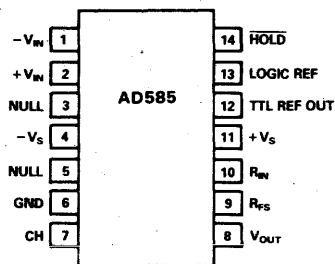 −V_IN 1
+V_IN 2
NULL 3
−V_S 4
NULL 5
GND 6
CH 7
AD585
14 H̅O̅L̅D̅
13 LOGIC REF
12 TTL REF OUT
11 +V_S
10 R_IN
9 R_FS
8 V_OUT